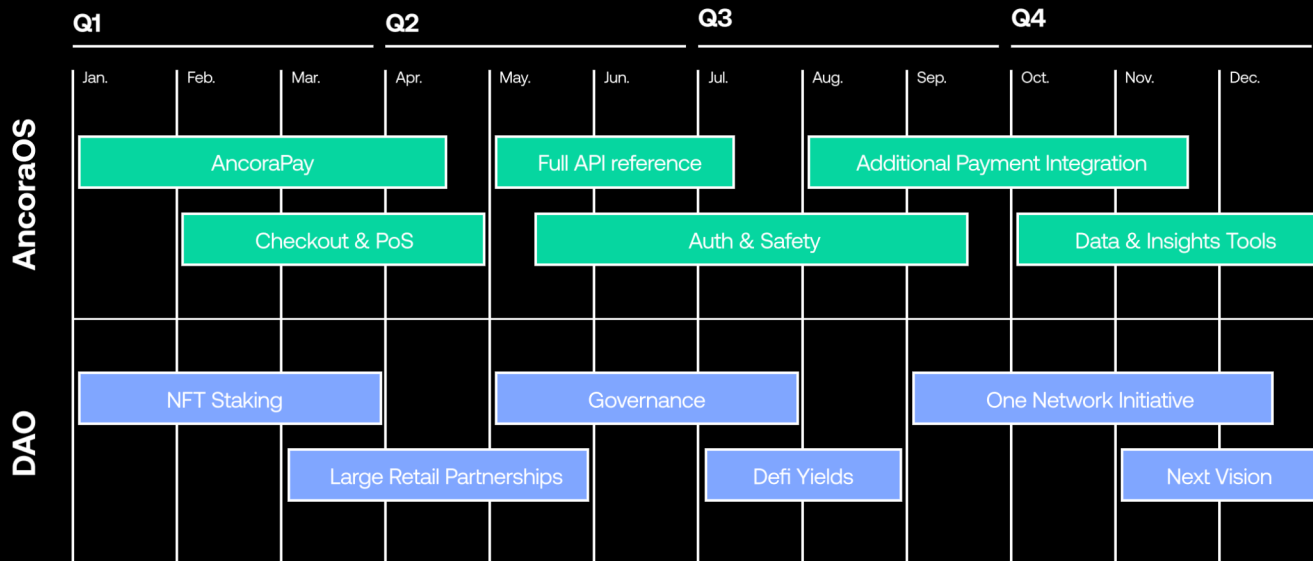 Q1 Q2 Q3 Q4
Jan. Feb. Mar. Apr. May. Jun. Jul. Aug. Sep. Oct. Nov. Dec.
AncoraOS
AncoraPay Full API reference Additional Payment Integration
Checkout & PoS Auth & Safety Data & Insights Tools
DAO
NFT Staking Governance One Network Initiative
Large Retail Partnerships Defi Yields Next Vision